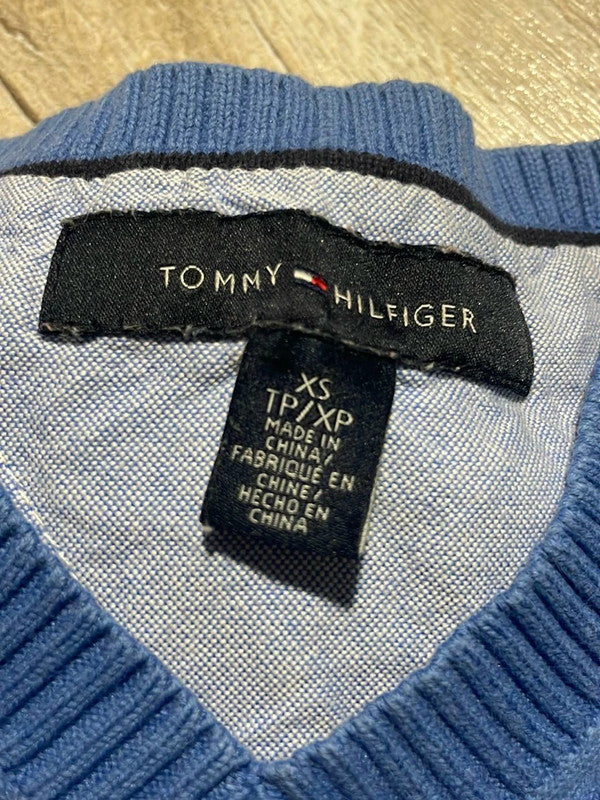 TOMMY HILFIGER
XS
TP/XP
MADE IN
CHINA/
FABRIQUÉ EN
CHINE/
HECHO EN
CHINA